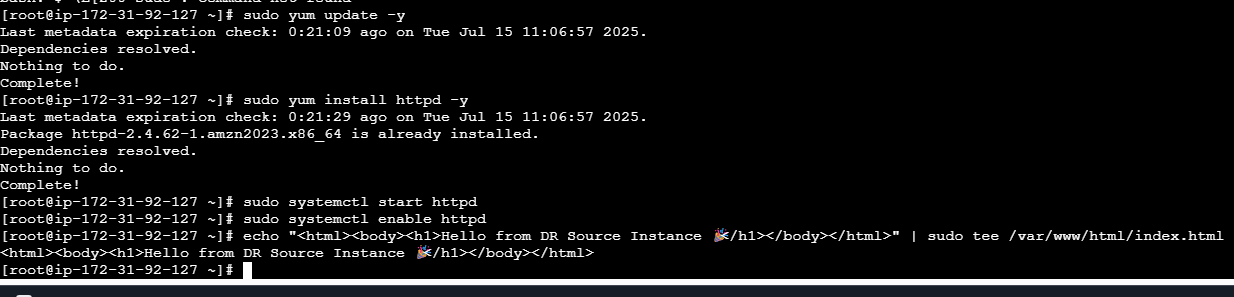 [root@ip-172-31-92-127 ~]# sudo yum update -y
Last metadata expiration check: 0:21:09 ago on Tue Jul 15 11:06:57 2025.
Dependencies resolved.
Nothing to do.
Complete!
[root@ip-172-31-92-127 ~]# sudo yum install httpd -y
Last metadata expiration check: 0:21:29 ago on Tue Jul 15 11:06:57 2025.
Package httpd-2.4.62-1.amzn2023.x86_64 is already installed.
Dependencies resolved.
Nothing to do.
Complete!
[root@ip-172-31-92-127 ~]# sudo systemctl start httpd
[root@ip-172-31-92-127 ~]# sudo systemctl enable httpd
[root@ip-172-31-92-127 ~]# echo "<html><body><h1>Hello from DR Source Instance 🎉/h1></body></html>" | sudo tee /var/www/html/index.html
<html><body><h1>Hello from DR Source Instance 🎉/h1></body></html>
[root@ip-172-31-92-127 ~]#